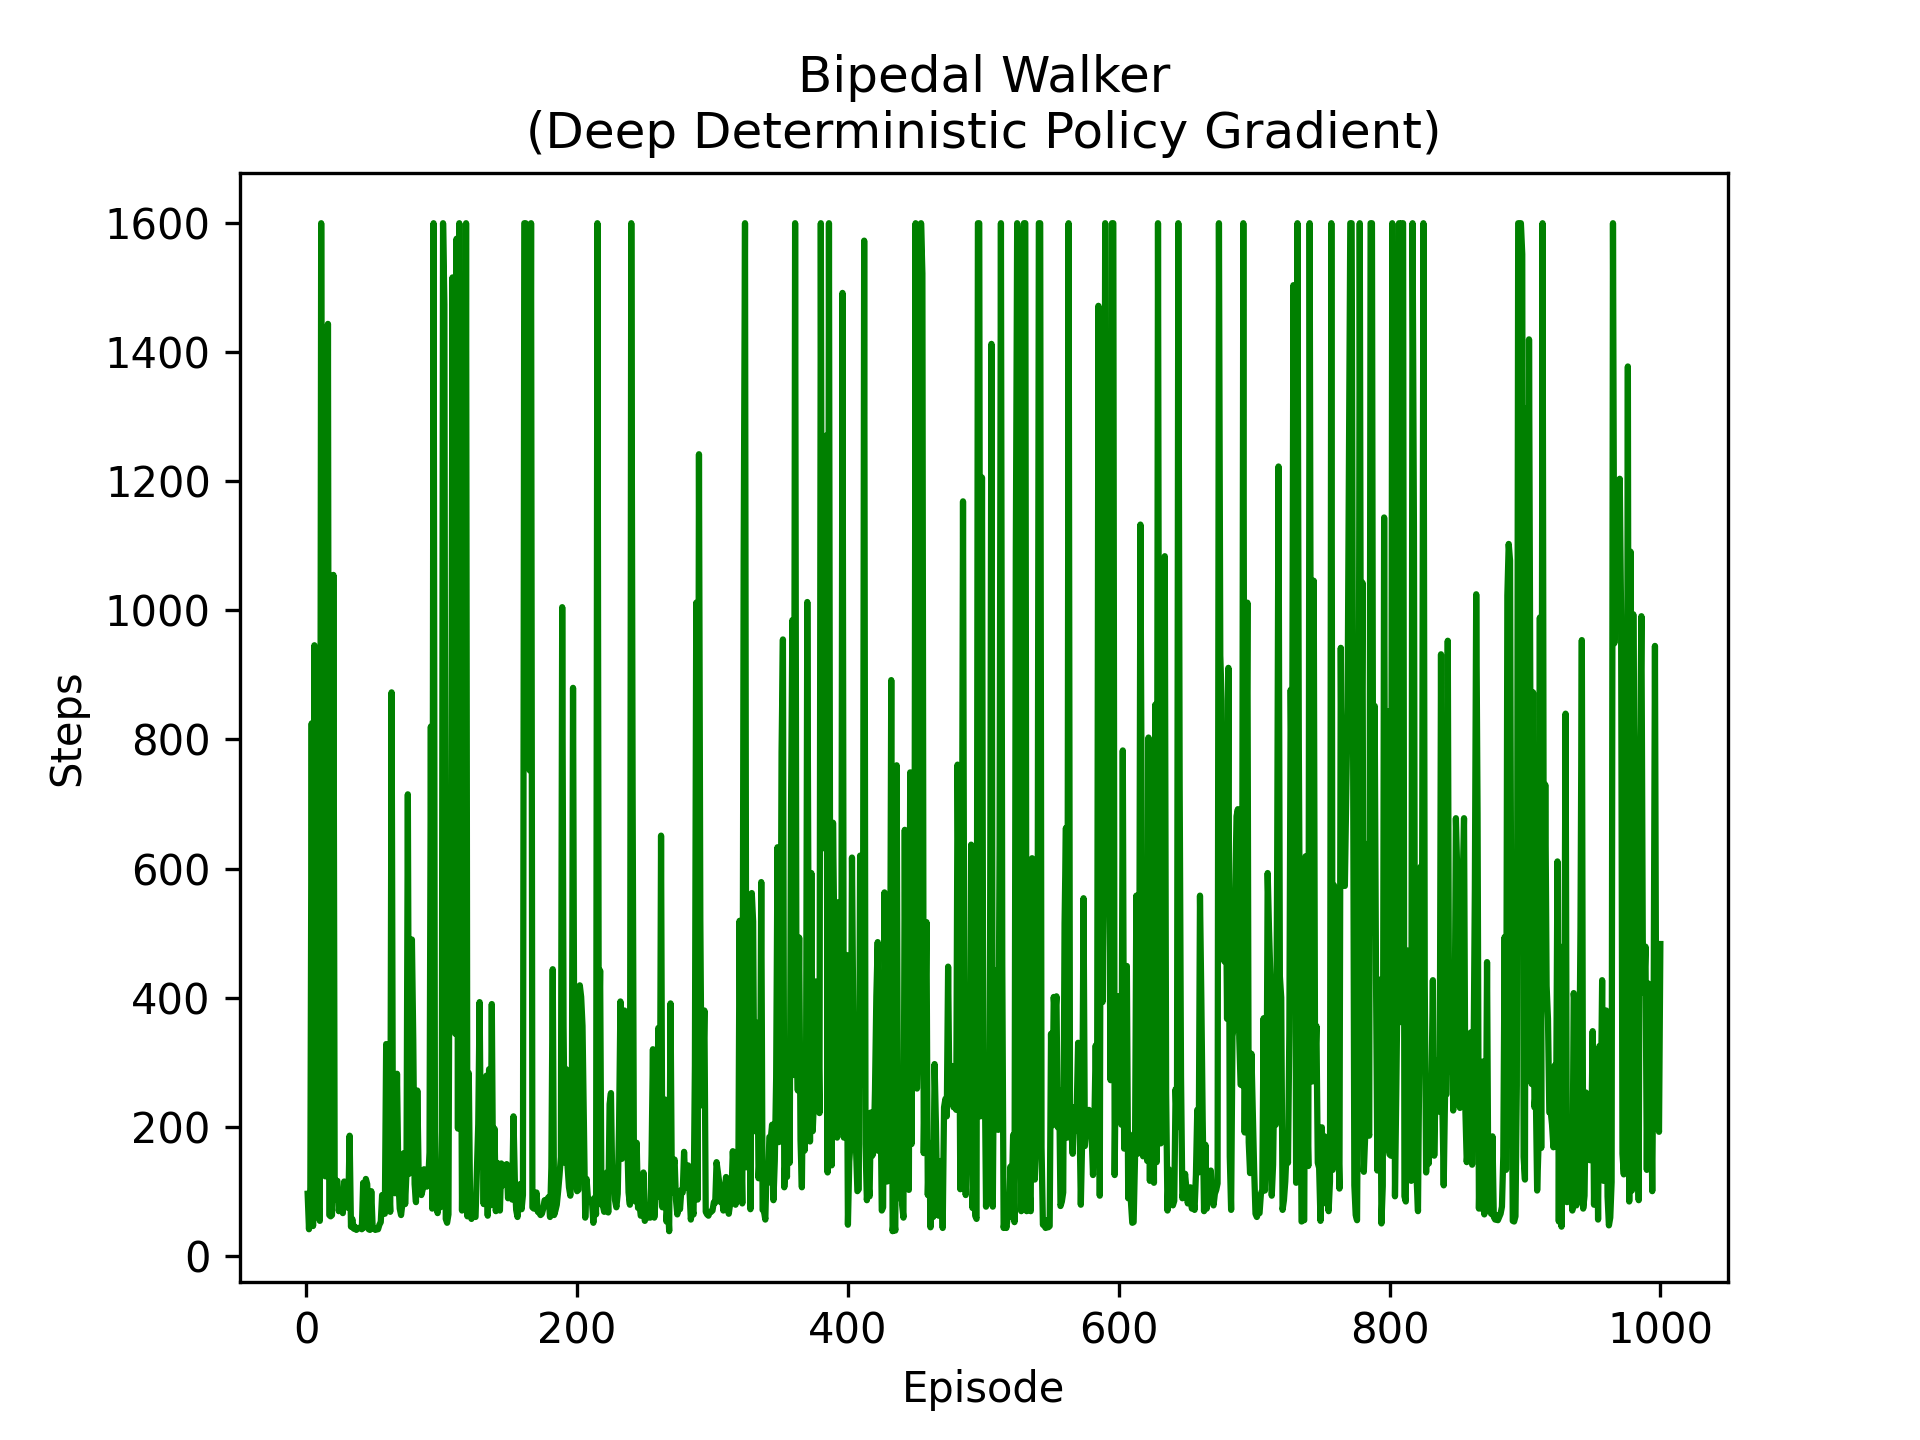 Bipedal Walker
(Deep Deterministic Policy Gradient)
1600
1400
1200
1000
800
600
400
200
0
Steps
0 200 400 600 800 1000
Episode